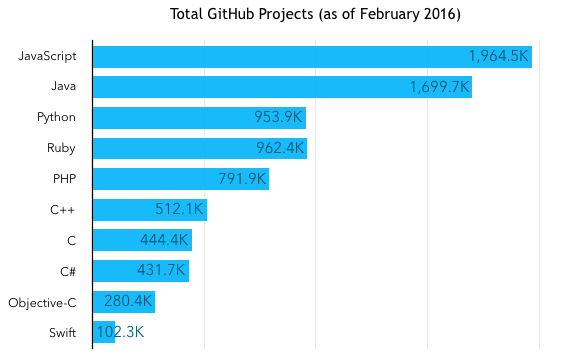 Total GitHub Projects (as of February 2016)
JavaScript 1,964.5K
Java 1,699.7K
Python 953.9K
Ruby 962.4K
PHP 791.9K
C++ 512.1K
C 444.4K
C# 431.7K
Objective-C 280.4K
Swift 102.3K